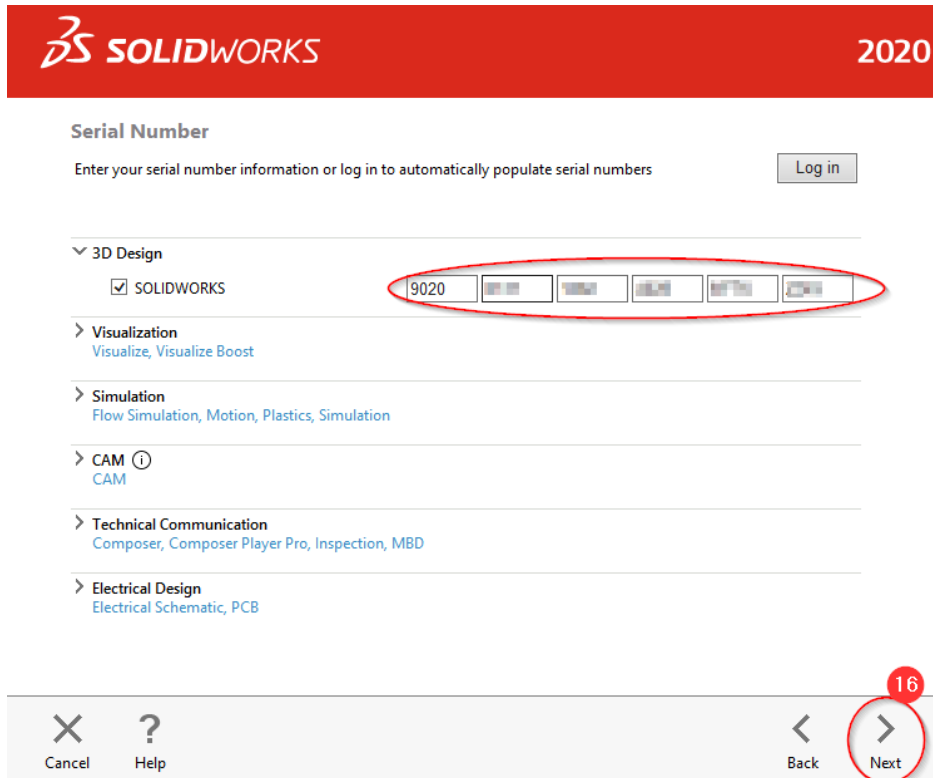 SOLIDWORKS 2020
Serial Number
Enter your serial number information or log in to automatically populate serial numbers Log in
3D Design
SOLIDWORKS 9020
Visualization
Visualize, Visualize Boost
Simulation
Flow Simulation, Motion, Plastics, Simulation
CAM
CAM
Technical Communication
Composer, Composer Player Pro, Inspection, MBD
Electrical Design
Electrical Schematic, PCB
16
Cancel Help Back Next